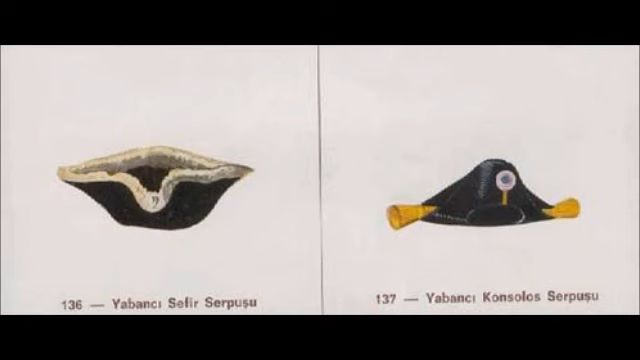 136 — Yabancı Sefir Serpuşu
137 — Yabancı Konsolos Serpuşu